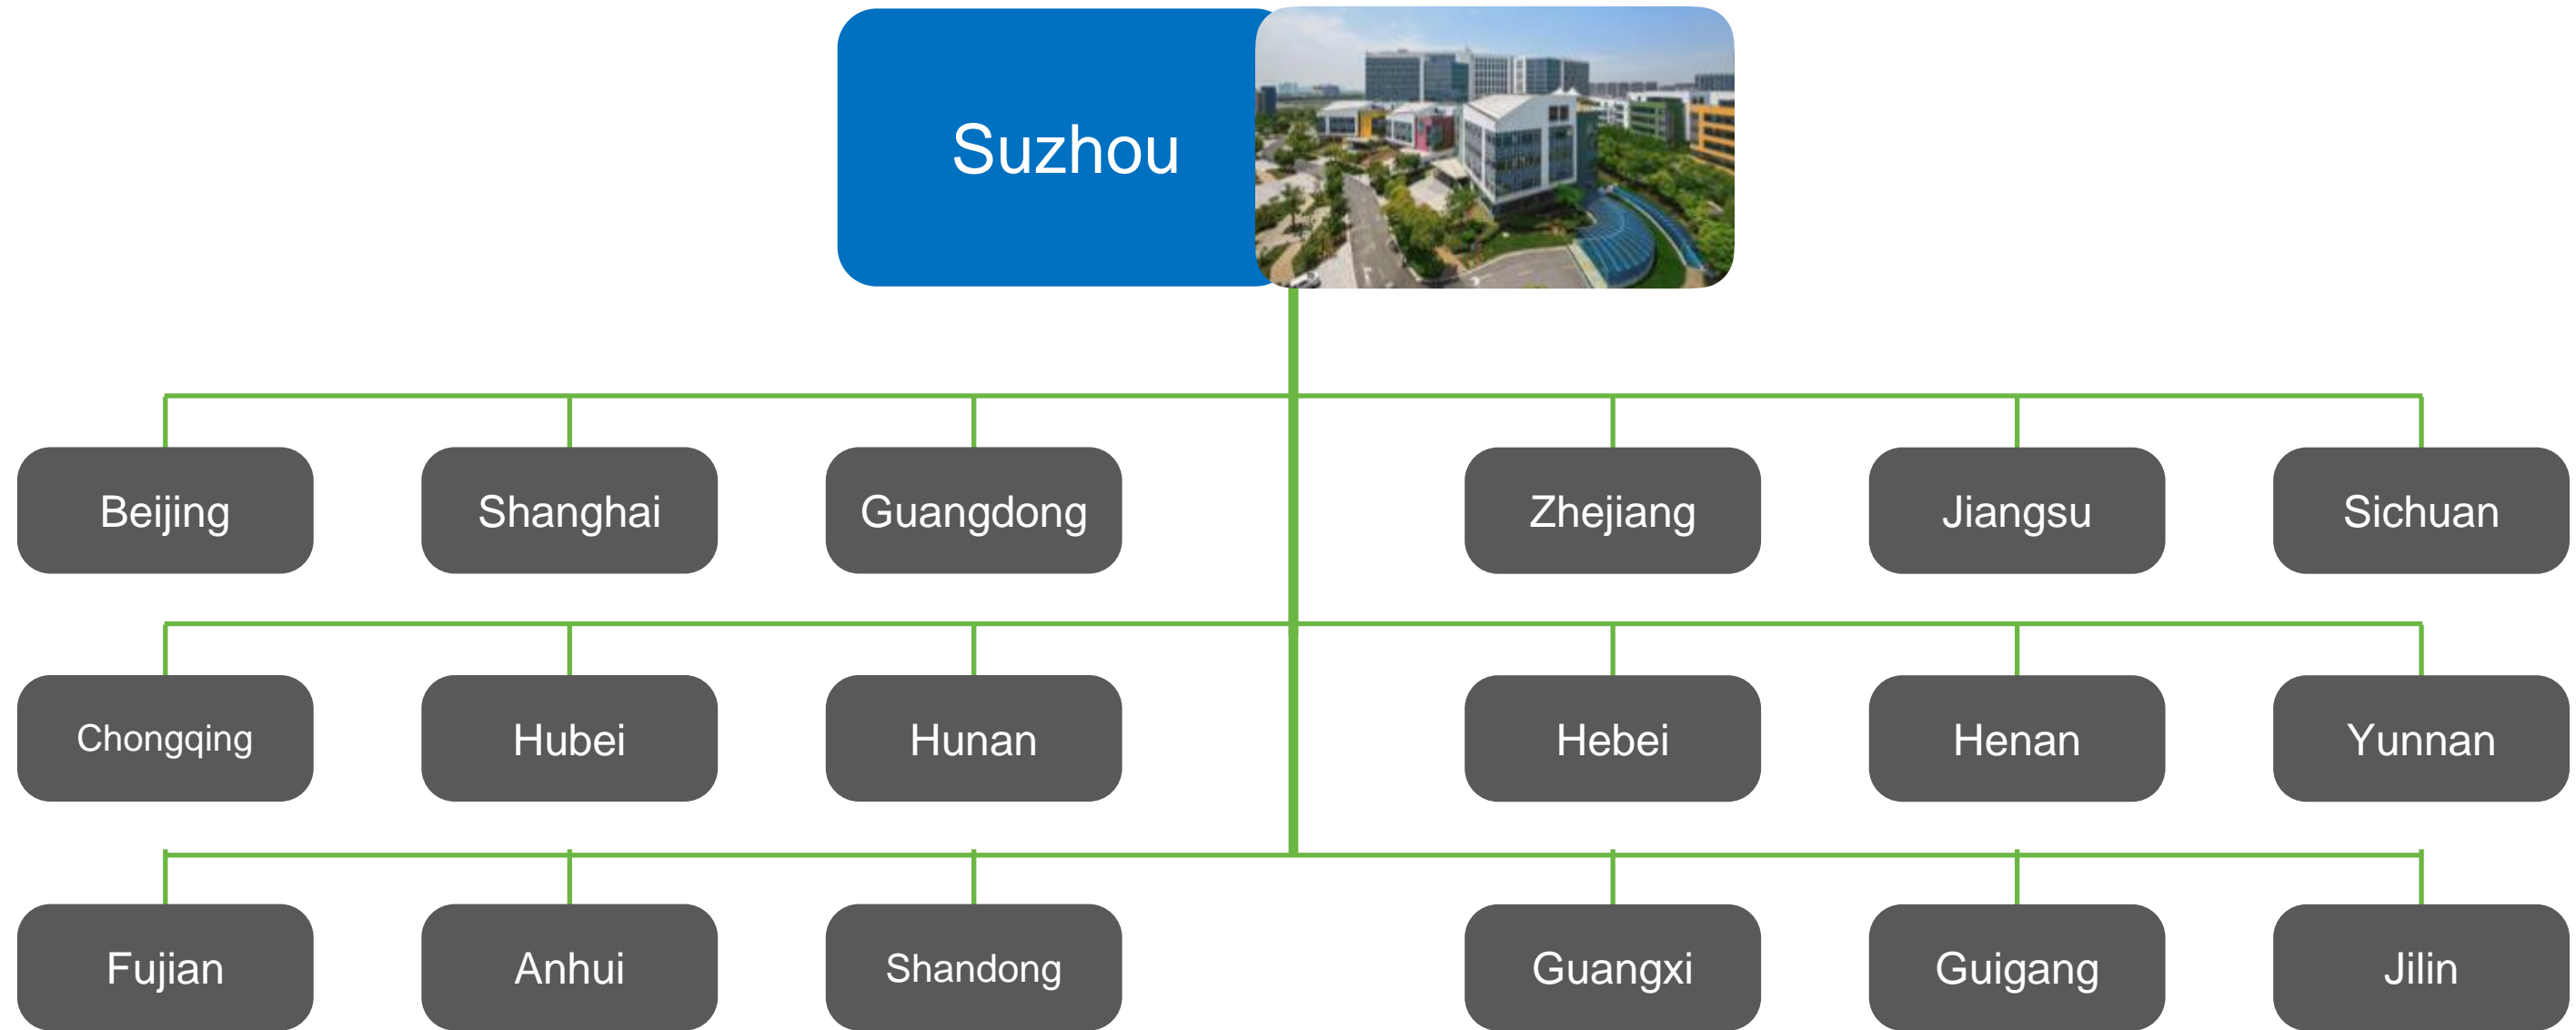 Suzhou
Beijing
Shanghai
Guangdong
Zhejiang
Jiangsu
Sichuan
Chongqing
Hubei
Hunan
Hebei
Henan
Yunnan
Fujian
Anhui
Shandong
Guangxi
Guigang
Jilin